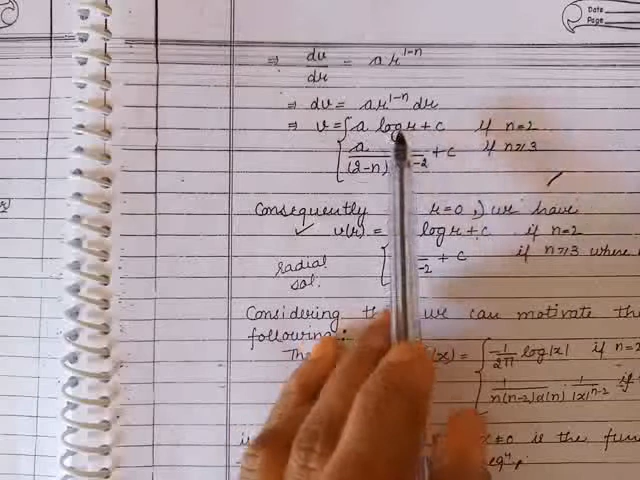 Date
Page
⇒ dv/dr = a r^{1-n}
⇒ dv = a r^{1-n} dr
⇒ v = { a log r + c if n=2
a/(2-n) -2 + c if n≥3
Consequently r=0, ) we have
✓ v(r) = log r + c if n=2
-2 + c if n≥3 where
radial
sol.
Considering we can motivate the
following:
(x) = { 1/2π log|x| if n=2
1/n(n-2)α(n) · 1/|x|^{n-2} if
x≠0 is the
eqⁿ.